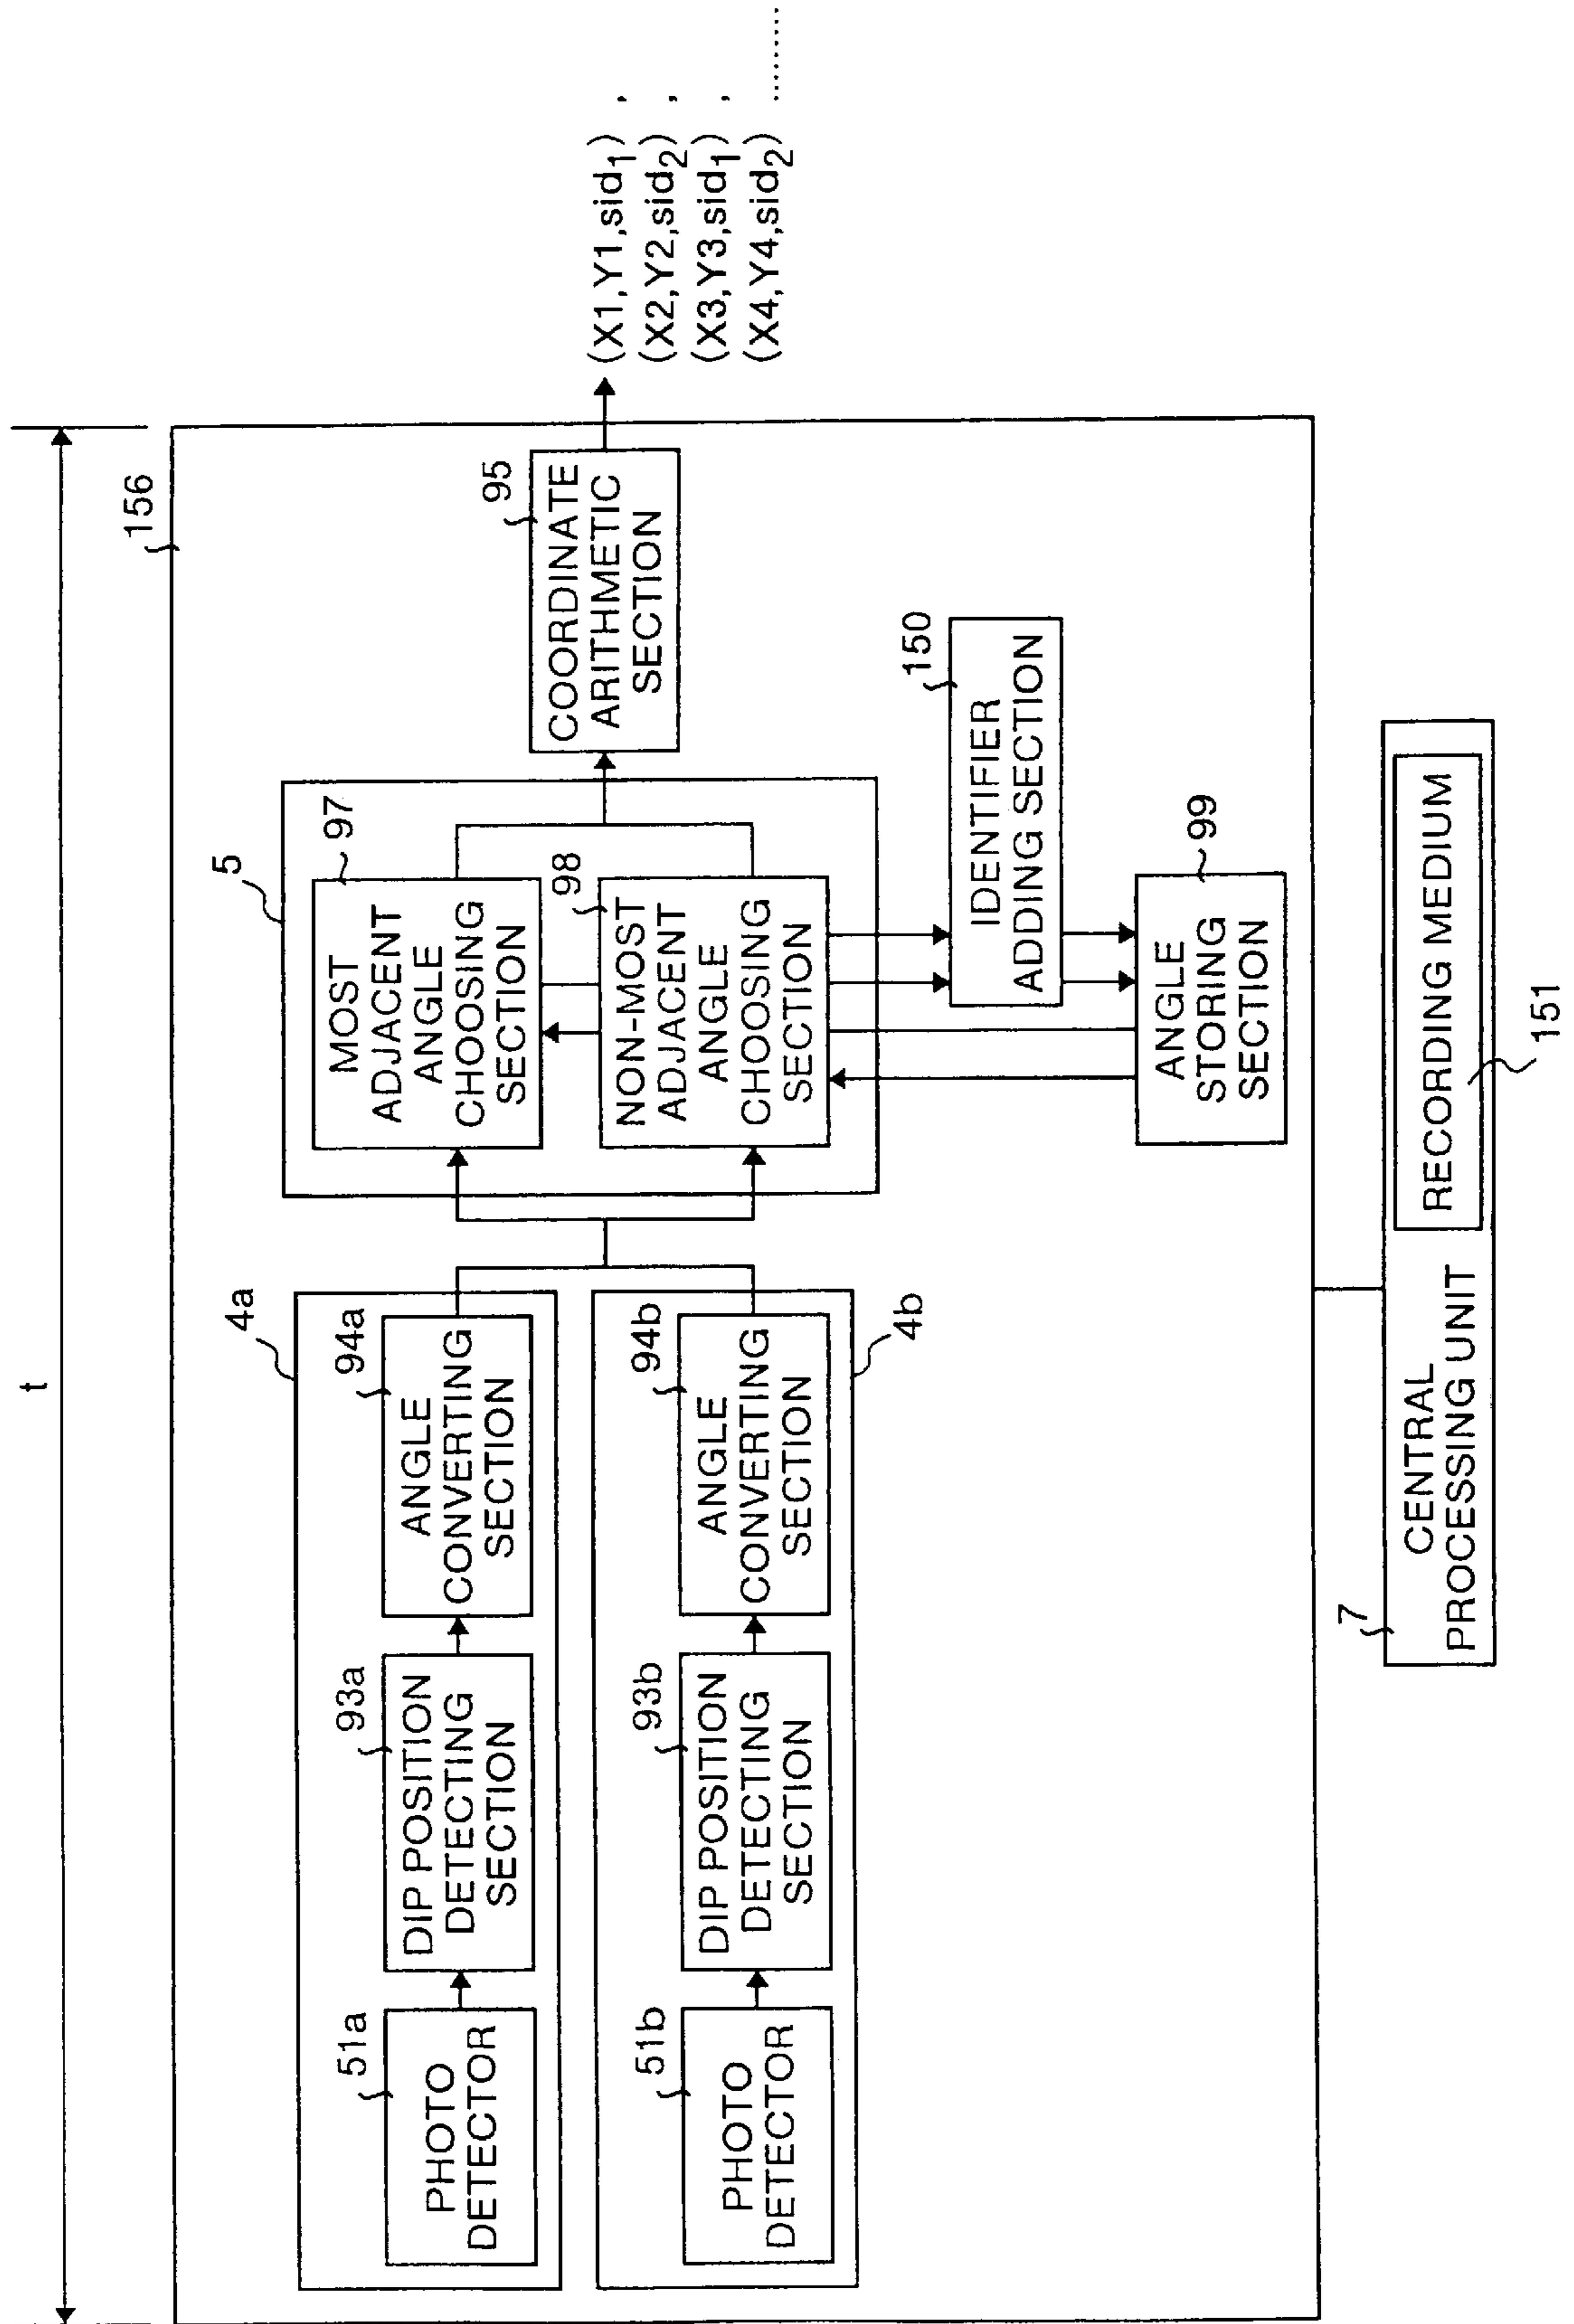 t
156
4a
51a
PHOTO
DETECTOR
93a
DIP POSITION
DETECTING
SECTION
94a
ANGLE
CONVERTING
SECTION
4b
51b
PHOTO
DETECTOR
93b
DIP POSITION
DETECTING
SECTION
94b
ANGLE
CONVERTING
SECTION
5
97
MOST
ADJACENT
ANGLE
CHOOSING
SECTION
98
NON-MOST
ADJACENT
ANGLE
CHOOSING
SECTION
95
COORDINATE
ARITHMETIC
SECTION
(X1,Y1,sid1) ,
(X2,Y2,sid2) ,
(X3,Y3,sid1) ,
(X4,Y4,sid2) ........
150
IDENTIFIER
ADDING SECTION
99
ANGLE
STORING
SECTION
7
CENTRAL
PROCESSING UNIT
RECORDING MEDIUM
151